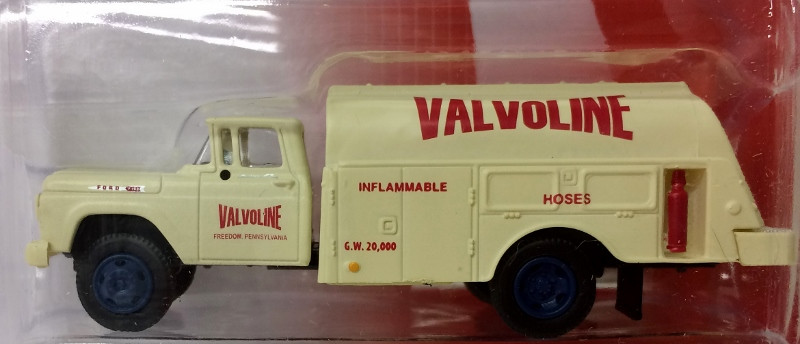 VALVOLINE
INFLAMMABLE
HOSES
G.W. 20,000
FORD
VALVOLINE
FREEDOM, PENNSYLVANIA